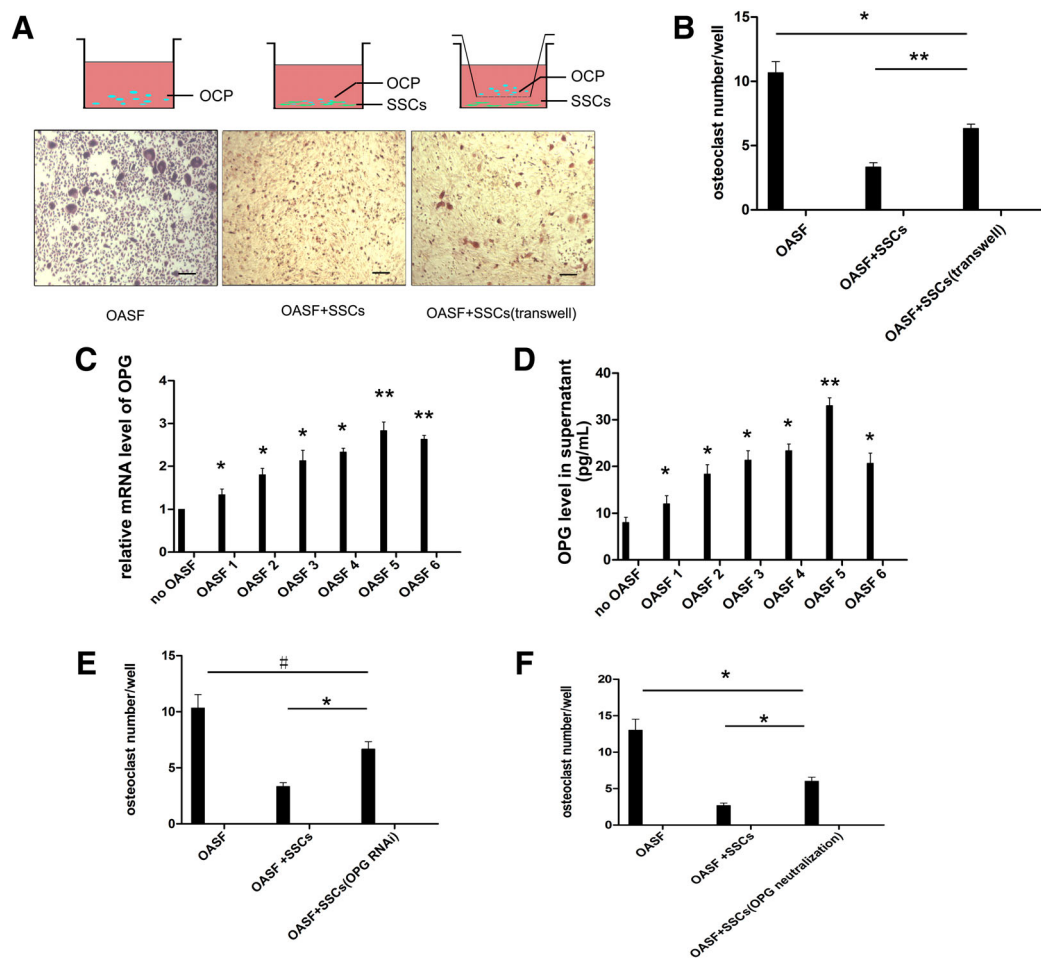 A
OCP
OCP
SSCs
OCP
SSCs
OASF
OASF+SSCs
OASF+SSCs(transwell)
B
osteoclast number/well
15
10
5
0
*
**
OASF
OASF+SSCs
OASF+SSCs(transwell)
C
relative mRNA level of OPG
4
3
2
1
0
*
*
*
*
**
**
no OASF
OASF 1
OASF 2
OASF 3
OASF 4
OASF 5
OASF 6
D
OPG level in supernatant
(pg/mL)
40
30
20
10
0
*
*
*
*
**
*
no OASF
OASF 1
OASF 2
OASF 3
OASF 4
OASF 5
OASF 6
E
osteoclast number/well
15
10
5
0
#
*
OASF
OASF +SSCs
OASF+SSCs(OPG RNAi)
F
osteoclast number/well
20
15
10
5
0
*
*
OASF
OASF +SSCs
OASF+SSCs(OPG neutralization)